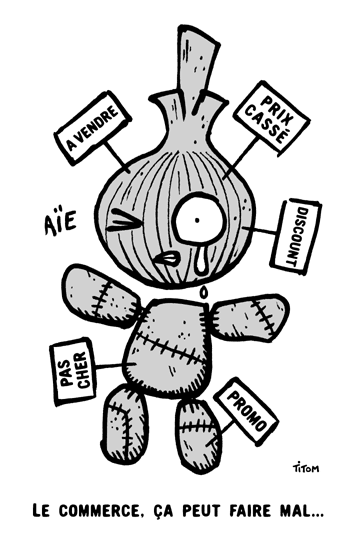 A VENDRE
PRIX
CASSÉ
AÏE
DISCOUNT
PAS
CHER
PROMO
TiTOM
LE COMMERCE, ÇA PEUT FAIRE MAL...